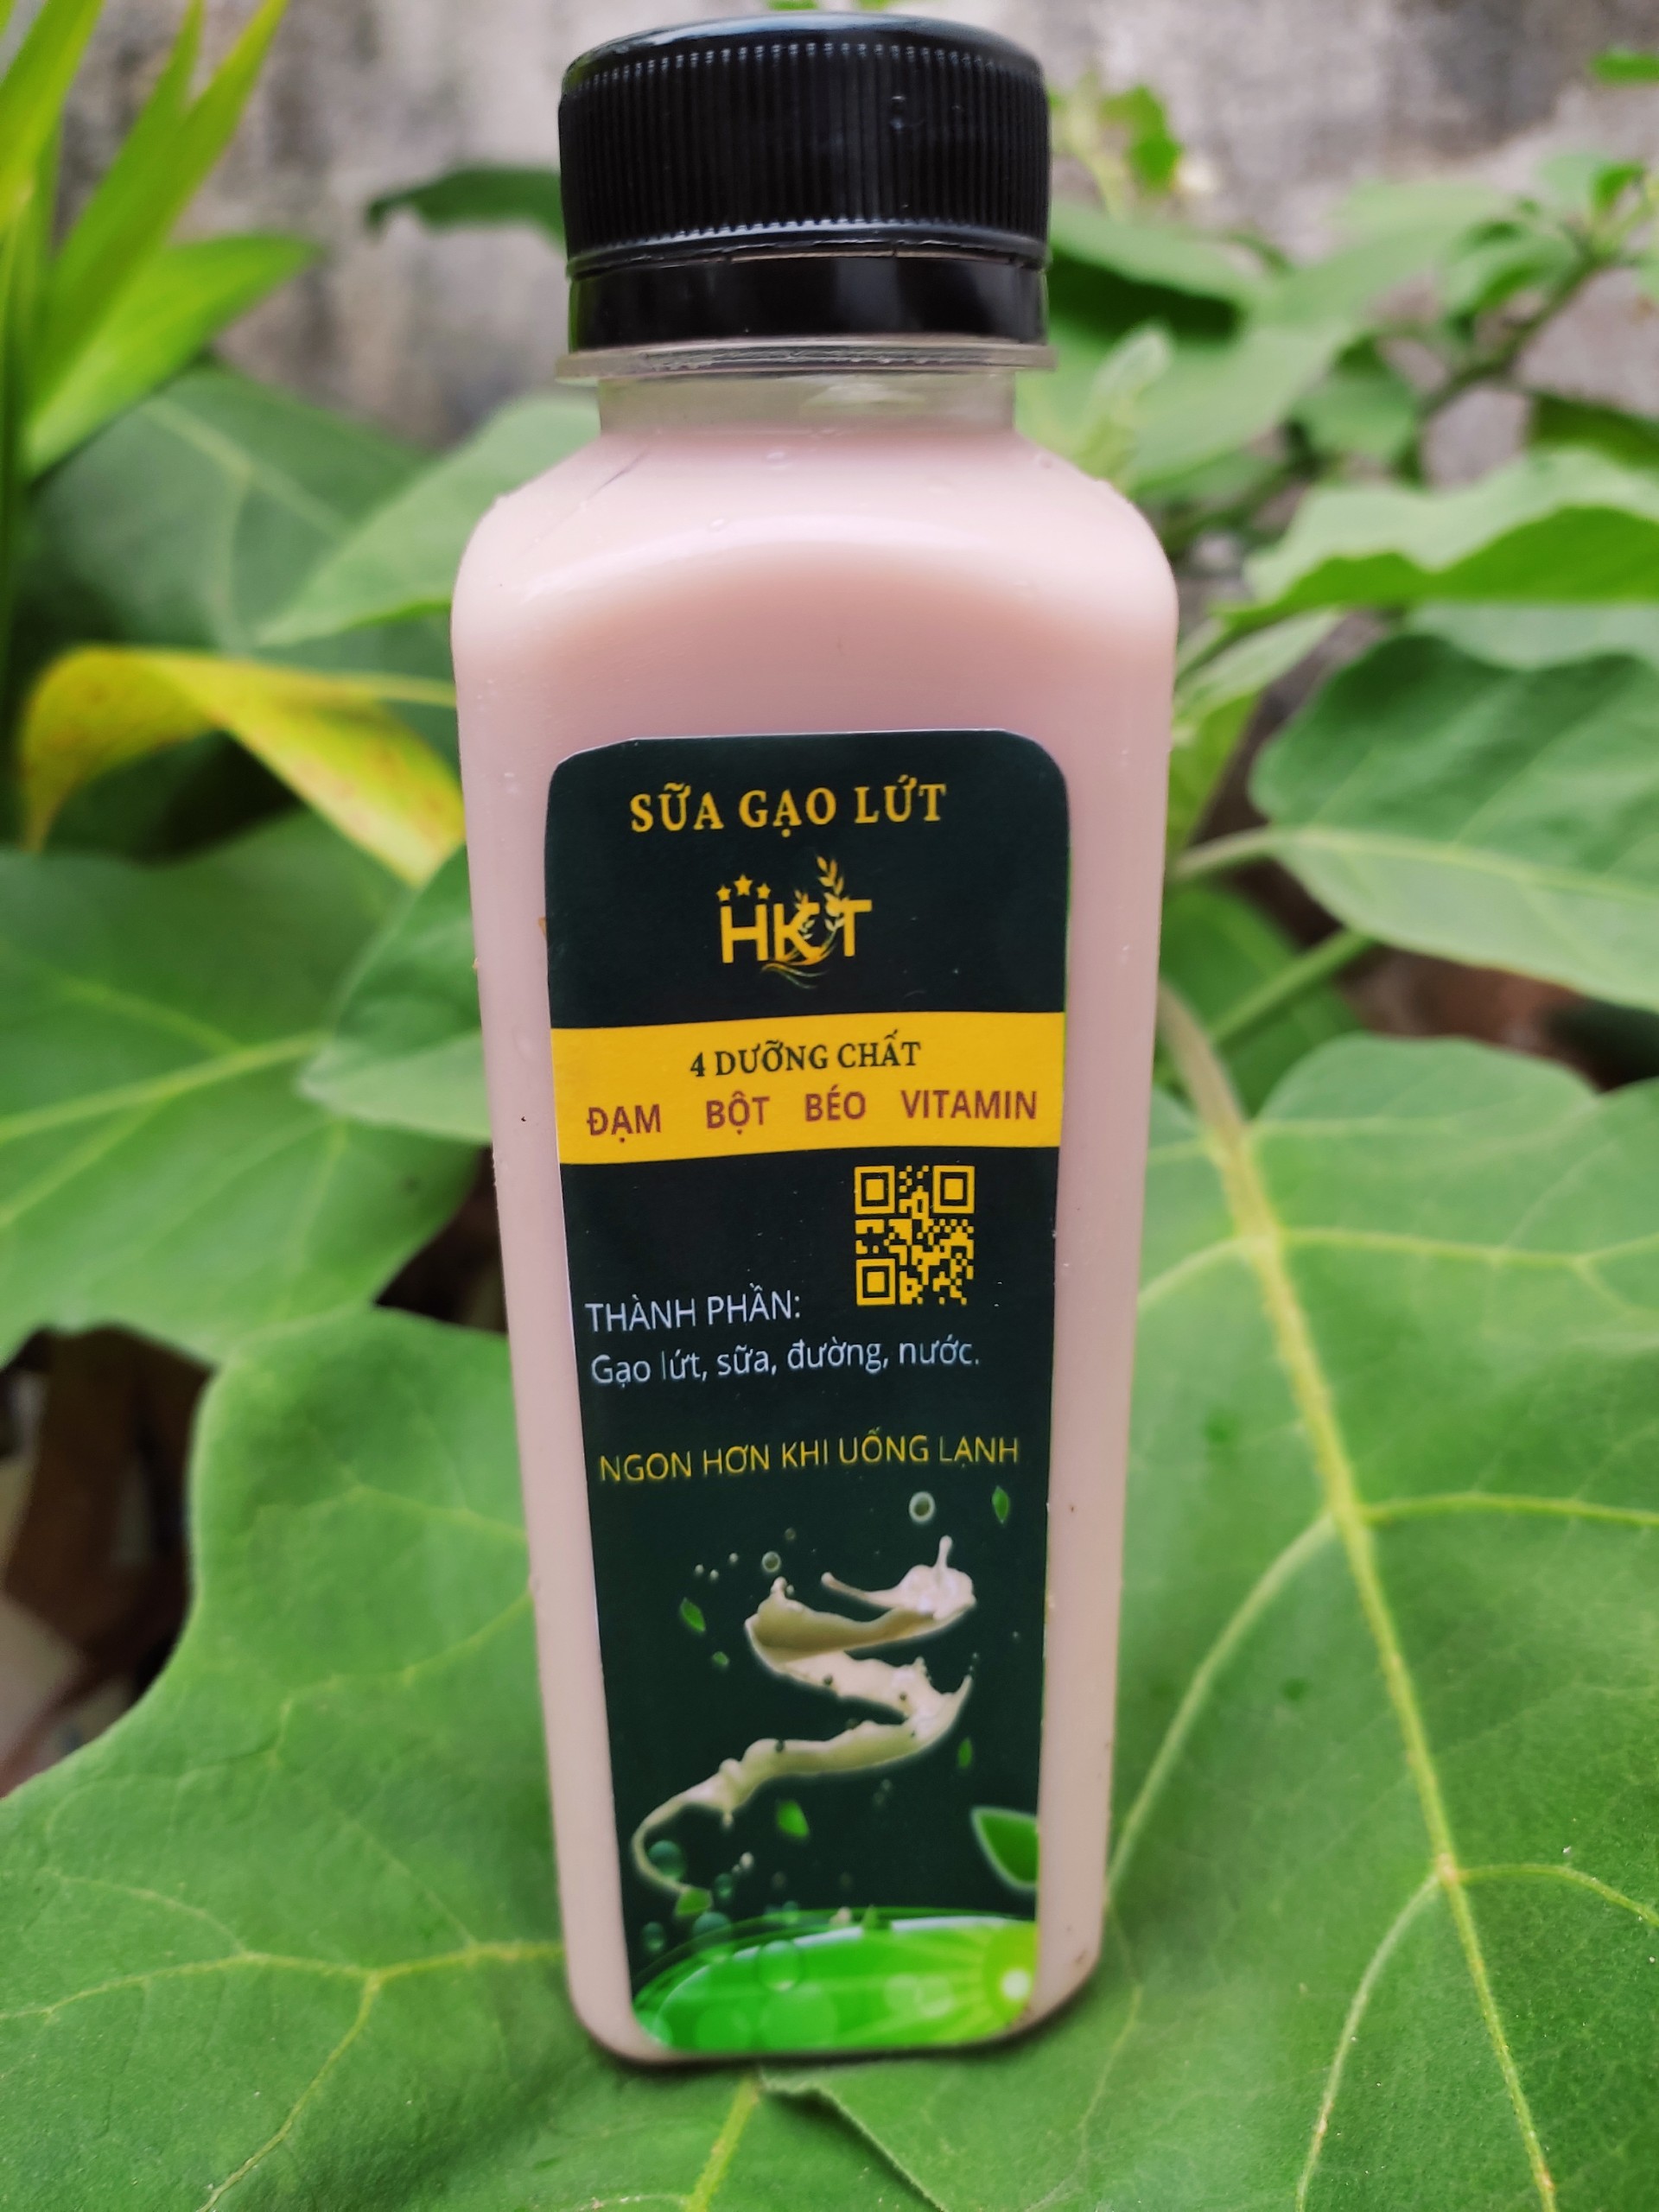 SỮA GẠO LỨT
HKT
4 DƯỠNG CHẤT
ĐẠM BỘT BÉO VITAMIN
THÀNH PHẦN:
Gạo lứt, sữa, đường, nước.
NGON HƠN KHI UỐNG LẠNH